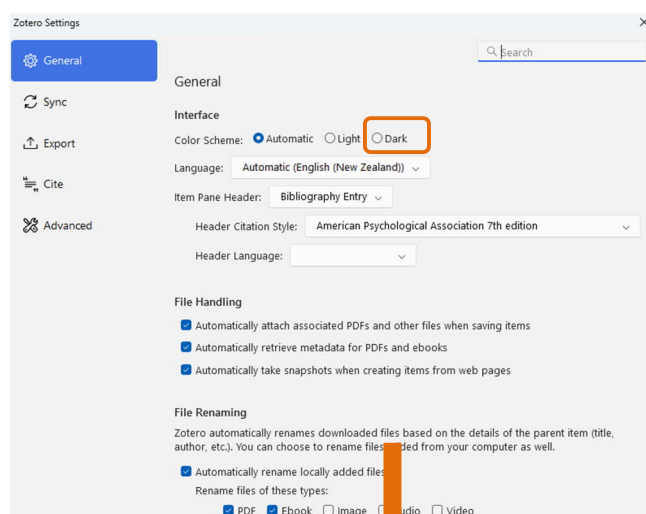 Zotero Settings
Search
General
Sync
Export
Cite
Advanced
General
Interface
Color Scheme: Automatic Light Dark
Language: Automatic (English (New Zealand))
Item Pane Header: Bibliography Entry
Header Citation Style: American Psychological Association 7th edition
Header Language:
File Handling
Automatically attach associated PDFs and other files when saving items
Automatically retrieve metadata for PDFs and ebooks
Automatically take snapshots when creating items from web pages
File Renaming
Zotero automatically renames downloaded files based on the details of the parent item (title,
author, etc.). You can choose to rename files from your computer as well.
Automatically rename locally added files
Rename files of these types:
PDF Ebook Image Video